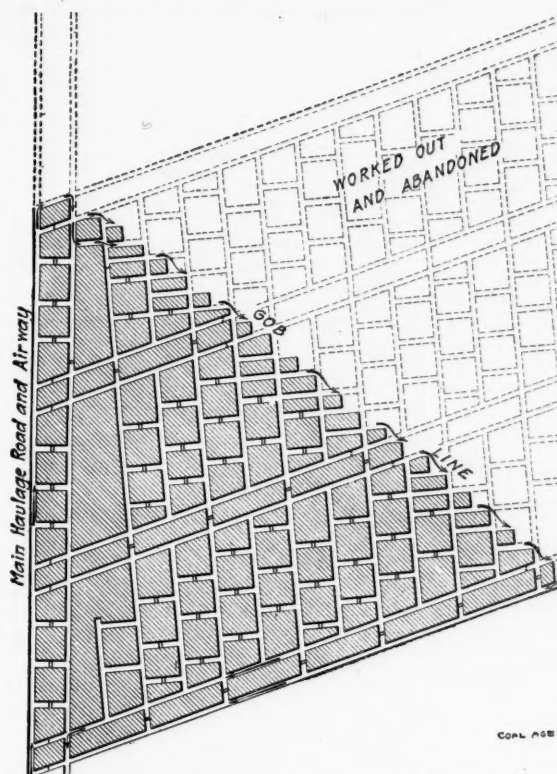 WORKED OUT
AND ABANDONED
GOB
LINE
Main Haulage Road and Airway
COAL AGE